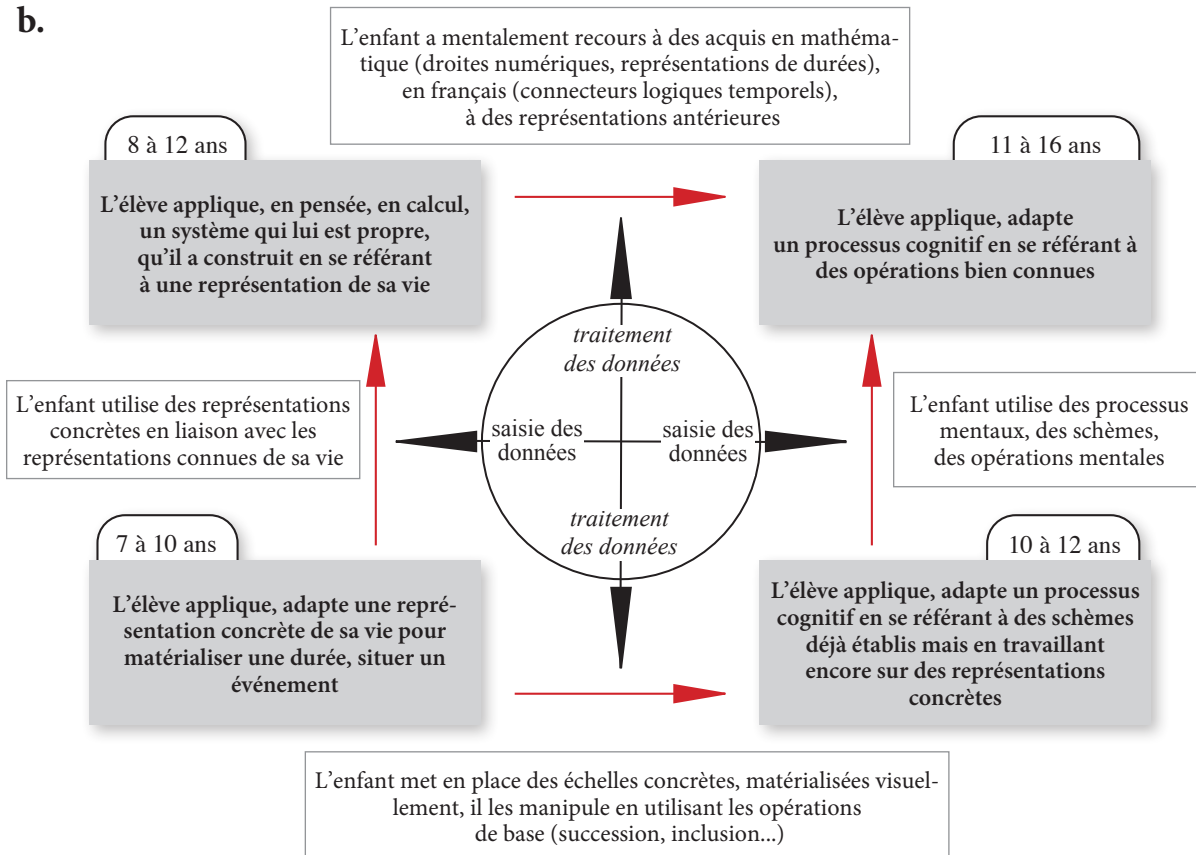 b.
L’enfant a mentalement recours à des acquis en mathéma-
tique (droites numériques, représentations de durées),
en français (connecteurs logiques temporels),
à des représentations antérieures
8 à 12 ans
L’élève applique, en pensée, en calcul,
un système qui lui est propre,
qu’il a construit en se référant
à une représentation de sa vie
11 à 16 ans
L’élève applique, adapte
un processus cognitif en se référant à
des opérations bien connues
traitement
des données
L’enfant utilise des représentations
concrètes en liaison avec les
représentations connues de sa vie
saisie des
données
saisie des
données
L’enfant utilise des processus
mentaux, des schèmes,
des opérations mentales
traitement
des données
7 à 10 ans
L’élève applique, adapte une repré-
sentation concrète de sa vie pour
matérialiser une durée, situer un
événement
10 à 12 ans
L’élève applique, adapte un processus
cognitif en se référant à des schèmes
déjà établis mais en travaillant
encore sur des représentations
concrètes
L’enfant met en place des échelles concrètes, matérialisées visuel-
lement, il les manipule en utilisant les opérations
de base (succession, inclusion...)